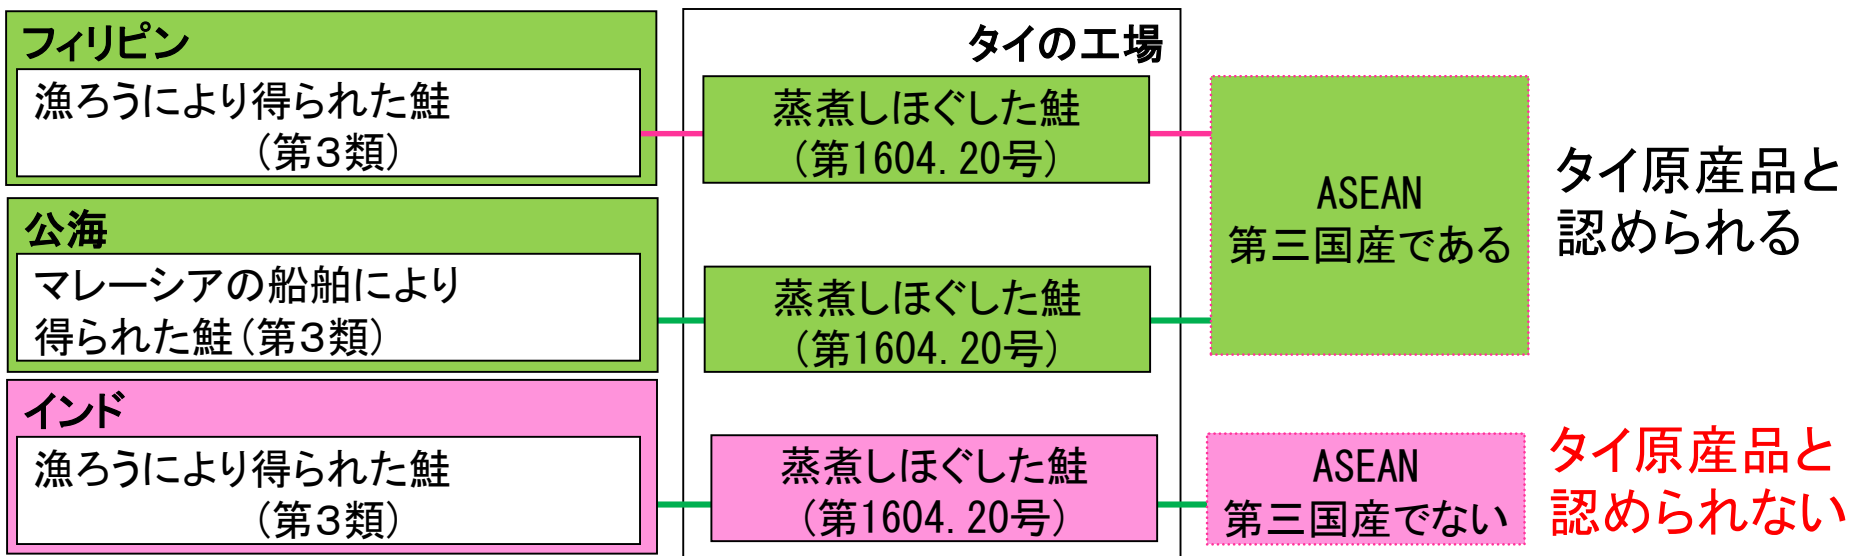 フィリピン
漁ろうにより得られた鮭
(第３類)
公海
マレーシアの船舶により
得られた鮭(第３類)
インド
漁ろうにより得られた鮭
(第３類)
タイの工場
蒸煮しほぐした鮭
(第1604.20号)
蒸煮しほぐした鮭
(第1604.20号)
蒸煮しほぐした鮭
(第1604.20号)
ASEAN
第三国産である
ASEAN
第三国産でない
タイ原産品と
認められる
タイ原産品と
認められない